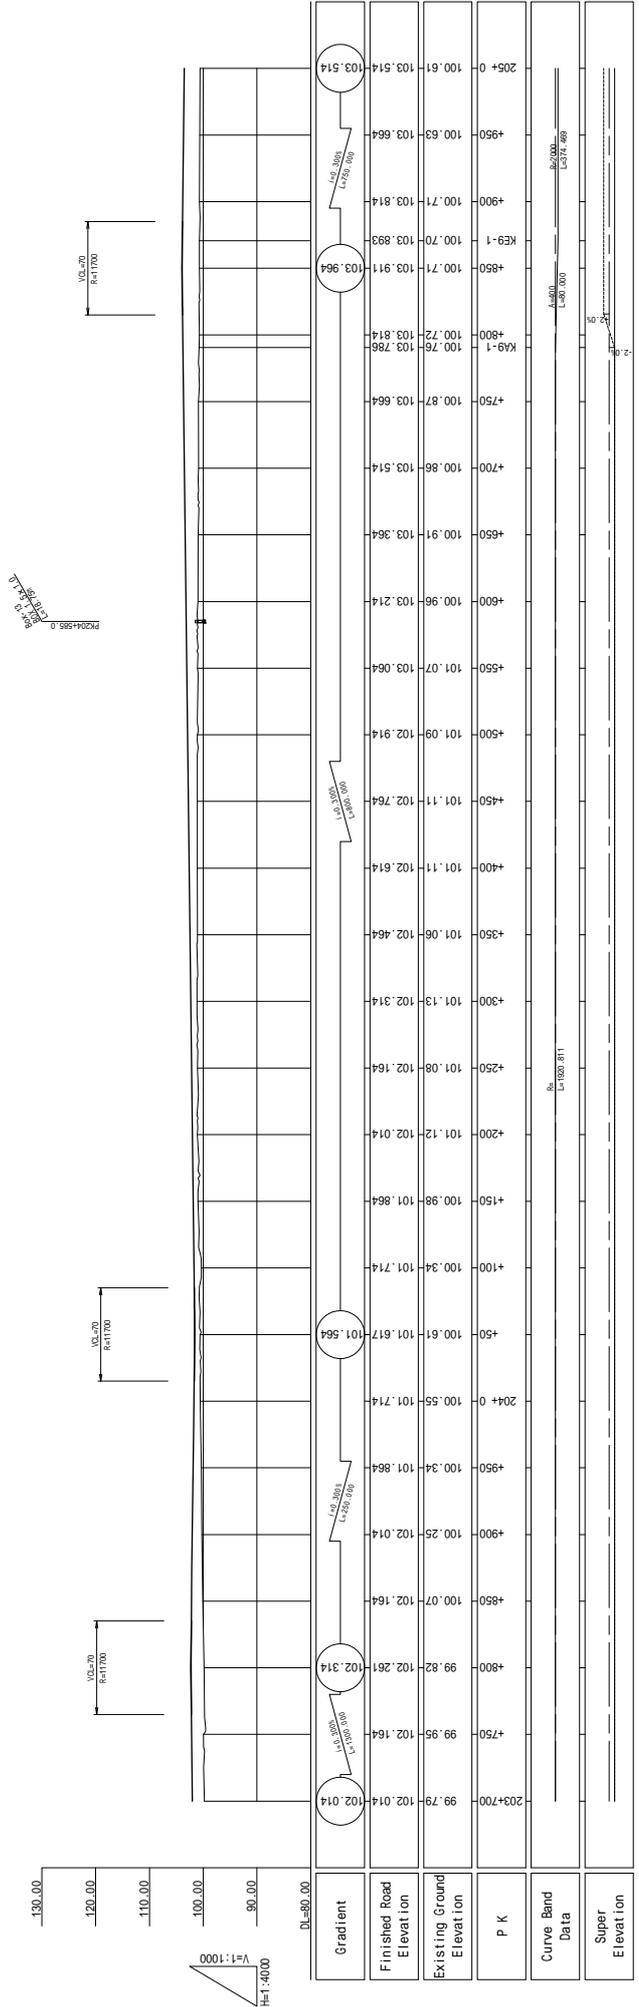 130.00
120.00
110.00
100.00
90.00
DL=80.00
V=1:1000
H=1:4000
VCL=70
R=11700
VCL=70
R=11700
Box-13
BOX 1.5x1.0
L=18.75m
PK204+585.0
VCL=70
R=11700
Gradient
102.014
i=0.300%
L=1300.000
102.314
i=0.300%
L=250.000
101.564
i=0.300%
L=800.000
103.964
i=0.300%
L=750.000
103.514
Finished Road
Elevation
102.014
102.164
102.261
102.164
102.014
101.864
101.714
101.617
101.714
101.864
102.014
102.164
102.314
102.464
102.614
102.764
102.914
103.064
103.214
103.364
103.514
103.664
103.786
103.814
103.911
103.893
103.814
103.664
103.514
Existing Ground
Elevation
99.79
99.95
99.82
100.07
100.25
100.34
100.55
100.61
100.34
100.98
101.12
101.08
101.13
101.06
101.11
101.11
101.09
101.07
100.96
100.91
100.86
100.87
100.76
100.72
100.71
100.70
100.71
100.63
100.61
P K
203+700
+750
+800
+850
+900
+950
204+ 0
+50
+100
+150
+200
+250
+300
+350
+400
+450
+500
+550
+600
+650
+700
+750
KA9-1
+800
+850
KE9-1
+900
+950
205+ 0
Curve Band
Data
R=
L=1920.811
A=400
L=80.000
R=2000
L=374.469
Super
Elevation
-2.0%
+2.0%